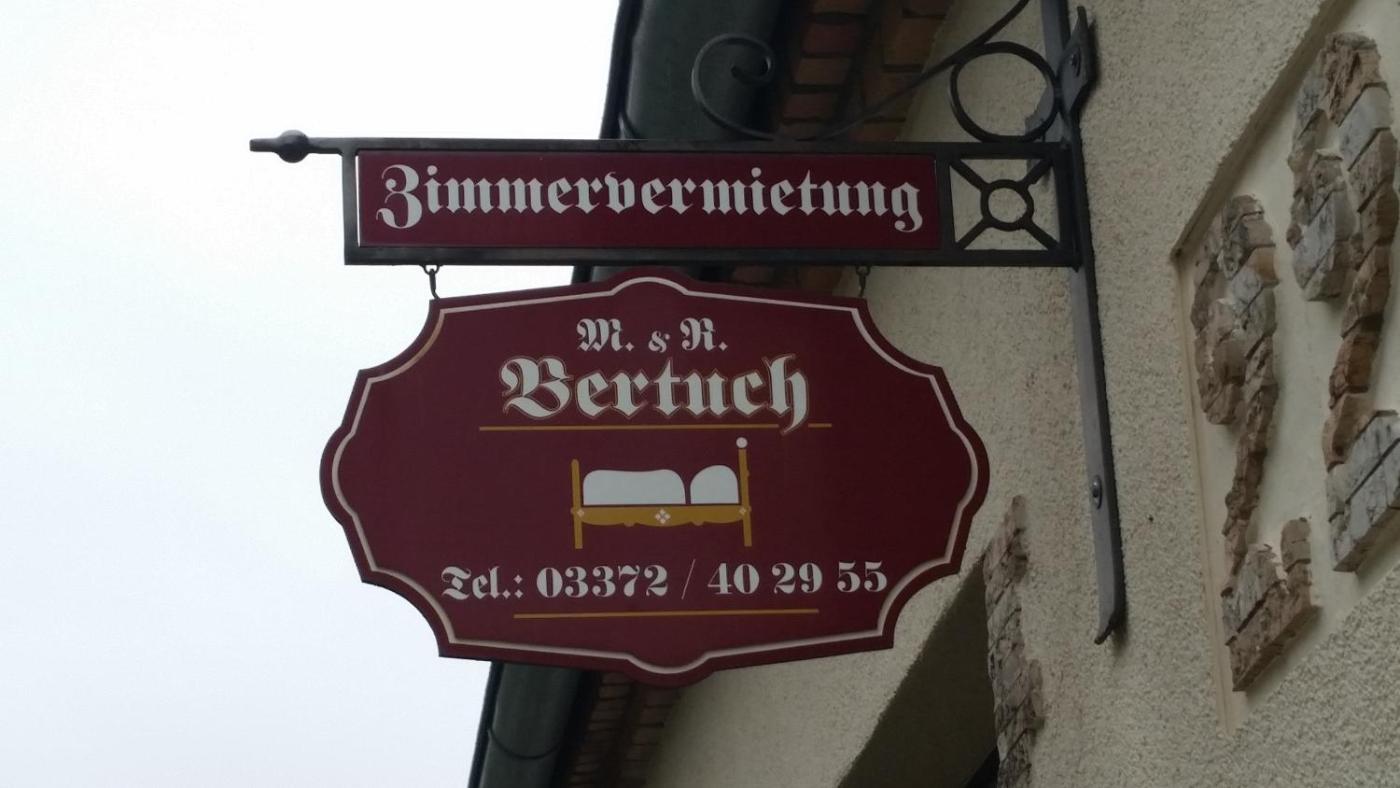 Zimmervermietung
M. & R.
Bertuch
Tel.: 03372 / 40 29 55